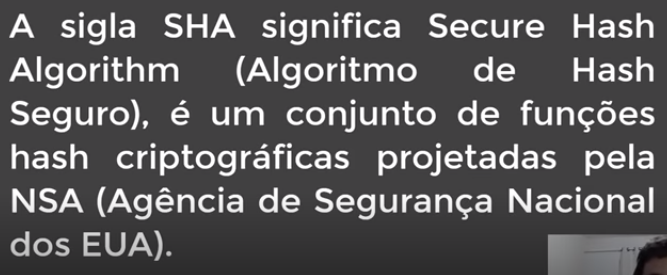 A sigla SHA significa Secure Hash
Algorithm (Algoritmo de Hash
Seguro), é um conjunto de funções
hash criptográficas projetadas pela
NSA (Agência de Segurança Nacional
dos EUA).